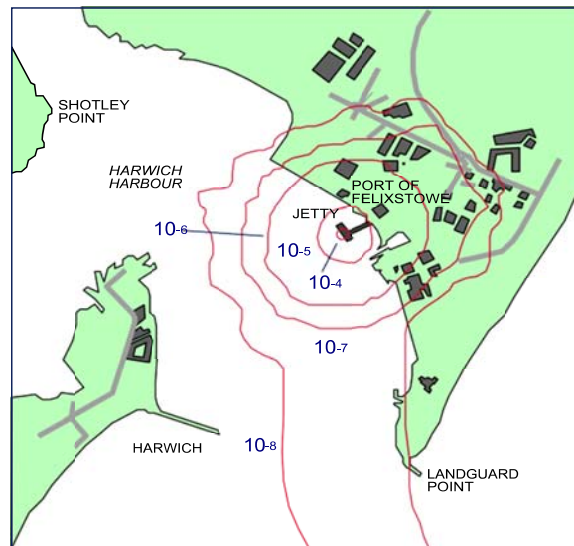 SHOTLEY
POINT
HARWICH
HARBOUR
PORT OF
FELIXSTOWE
JETTY
10-6
10-5
10-4
10-7
10-8
HARWICH
LANDGUARD
POINT